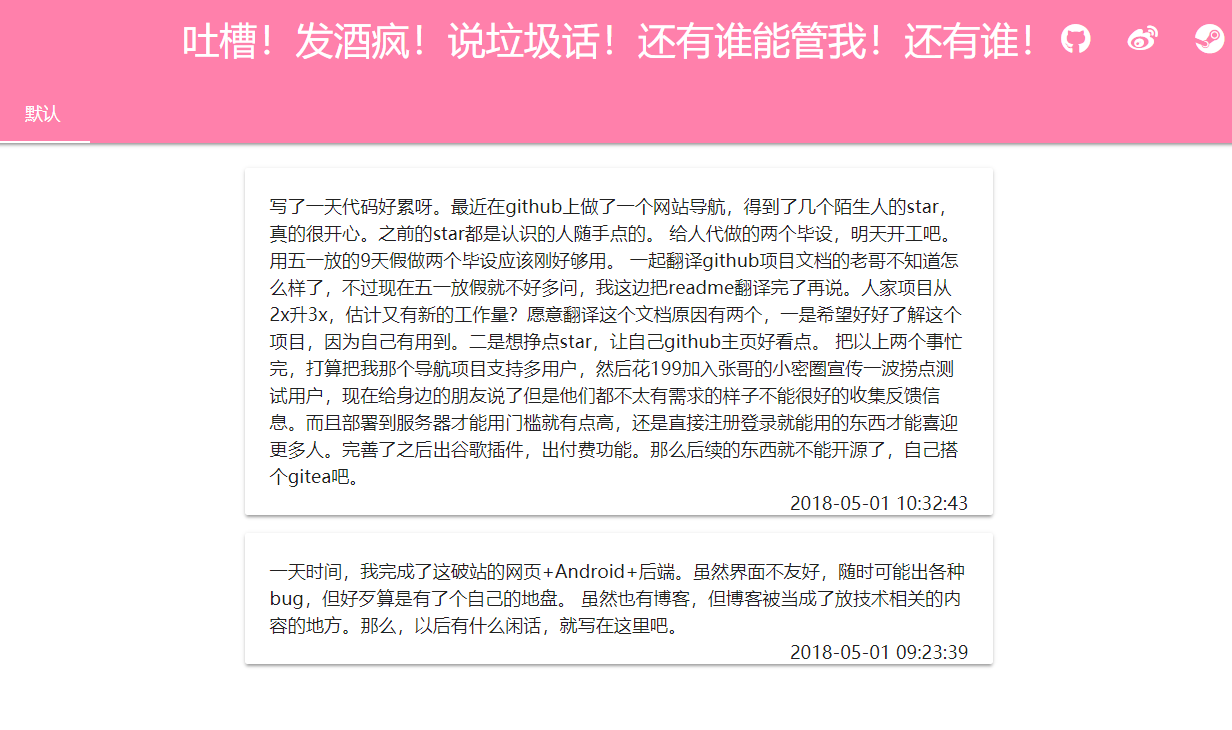 吐槽！发酒疯！说垃圾话！还有谁能管我！还有谁！
默认
写了一天代码好累呀。最近在github上做了一个网站导航，得到了几个陌生人的star，
真的很开心。之前的star都是认识的人随手点的。 给人代做的两个毕设，明天开工吧。
用五一放的9天假做两个毕设应该刚好够用。 一起翻译github项目文档的老哥不知道怎
么样了，不过现在五一放假就不好多问，我这边把readme翻译完了再说。人家项目从
2x升3x，估计又有新的工作量？愿意翻译这个文档原因有两个，一是希望好好了解这个
项目，因为自己有用到。二是想挣点star，让自己github主页好看点。 把以上两个事忙
完，打算把我那个导航项目支持多用户，然后花199加入张哥的小密圈宣传一波捞点测
试用户，现在给身边的朋友说了但是他们都不太有需求的样子不能很好的收集反馈信
息。而且部署到服务器才能用门槛就有点高，还是直接注册登录就能用的东西才能喜迎
更多人。完善了之后出谷歌插件，出付费功能。那么后续的东西就不能开源了，自己搭
个gitea吧。
2018-05-01 10:32:43
一天时间，我完成了这破站的网页+Android+后端。虽然界面不友好，随时可能出各种
bug，但好歹算是有了个自己的地盘。 虽然也有博客，但博客被当成了放技术相关的内
容的地方。那么，以后有什么闲话，就写在这里吧。
2018-05-01 09:23:39